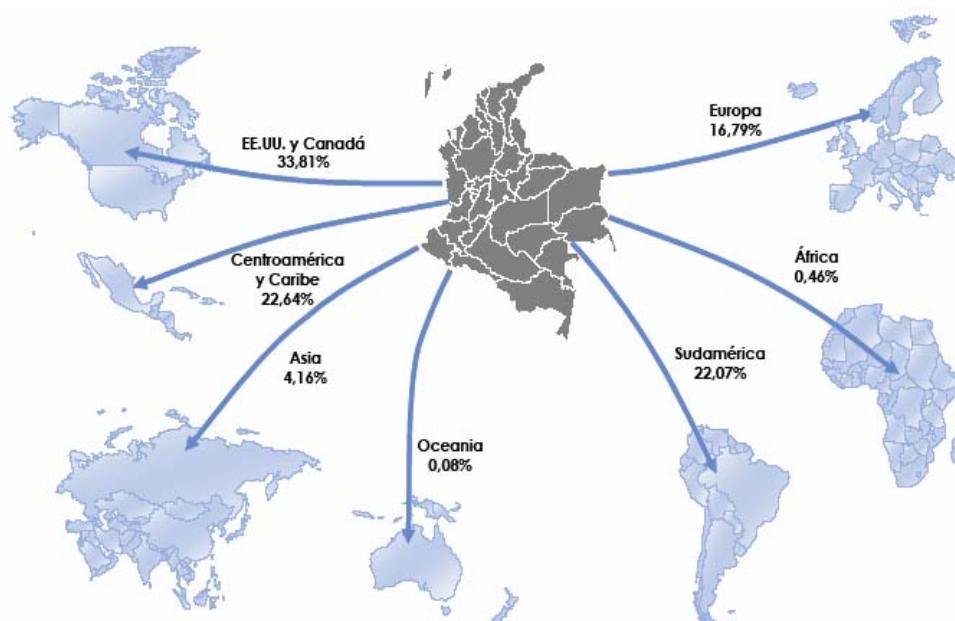 EE.UU. y Canadá
33,81%
Europa
16,79%
Centroamérica
y Caribe
22,64%
África
0,46%
Asia
4,16%
Sudamérica
22,07%
Oceania
0,08%